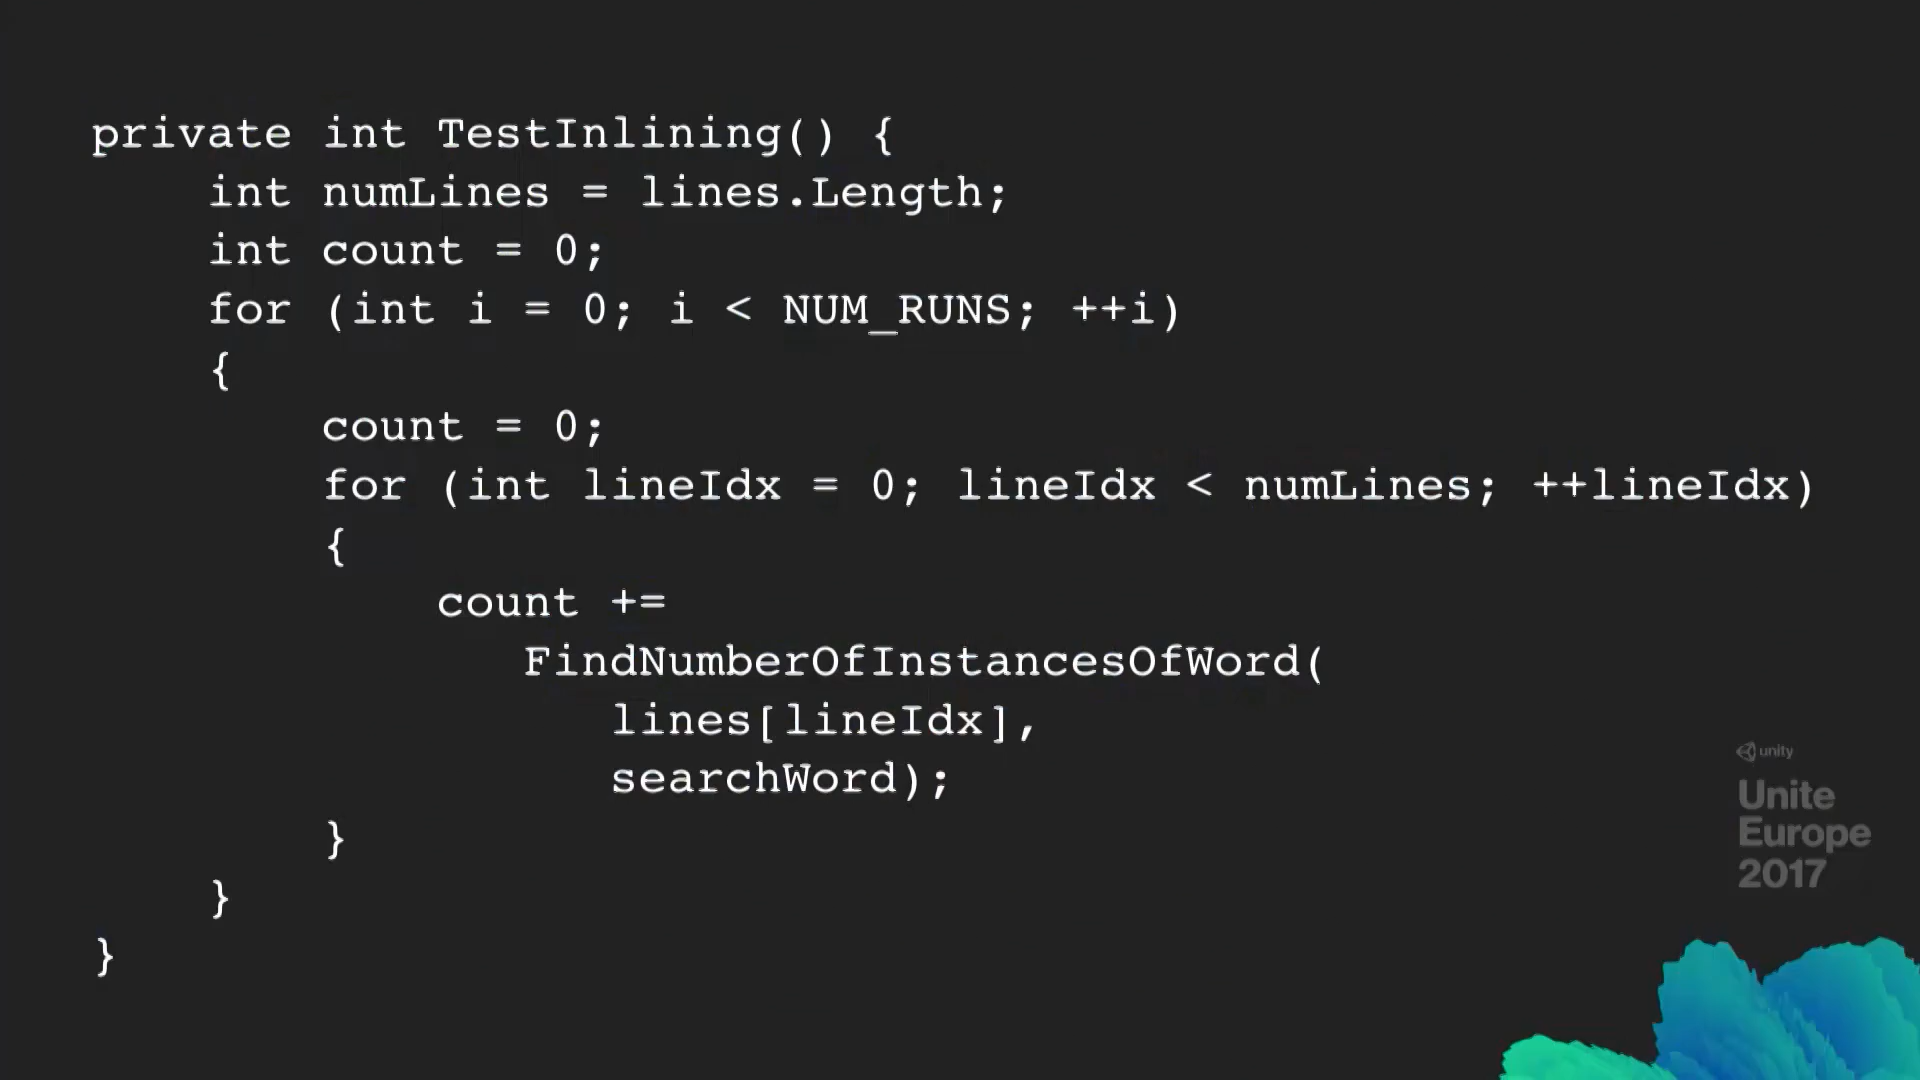 private int TestInlining() {
int numLines = lines.Length;
int count = 0;
for (int i = 0; i < NUM_RUNS; ++i)
{
count = 0;
for (int lineIdx = 0; lineIdx < numLines; ++lineIdx)
{
count +=
FindNumberOfInstancesOfWord(
lines[lineIdx],
searchWord);
}
}
}
unity
Unite
Europe
2017